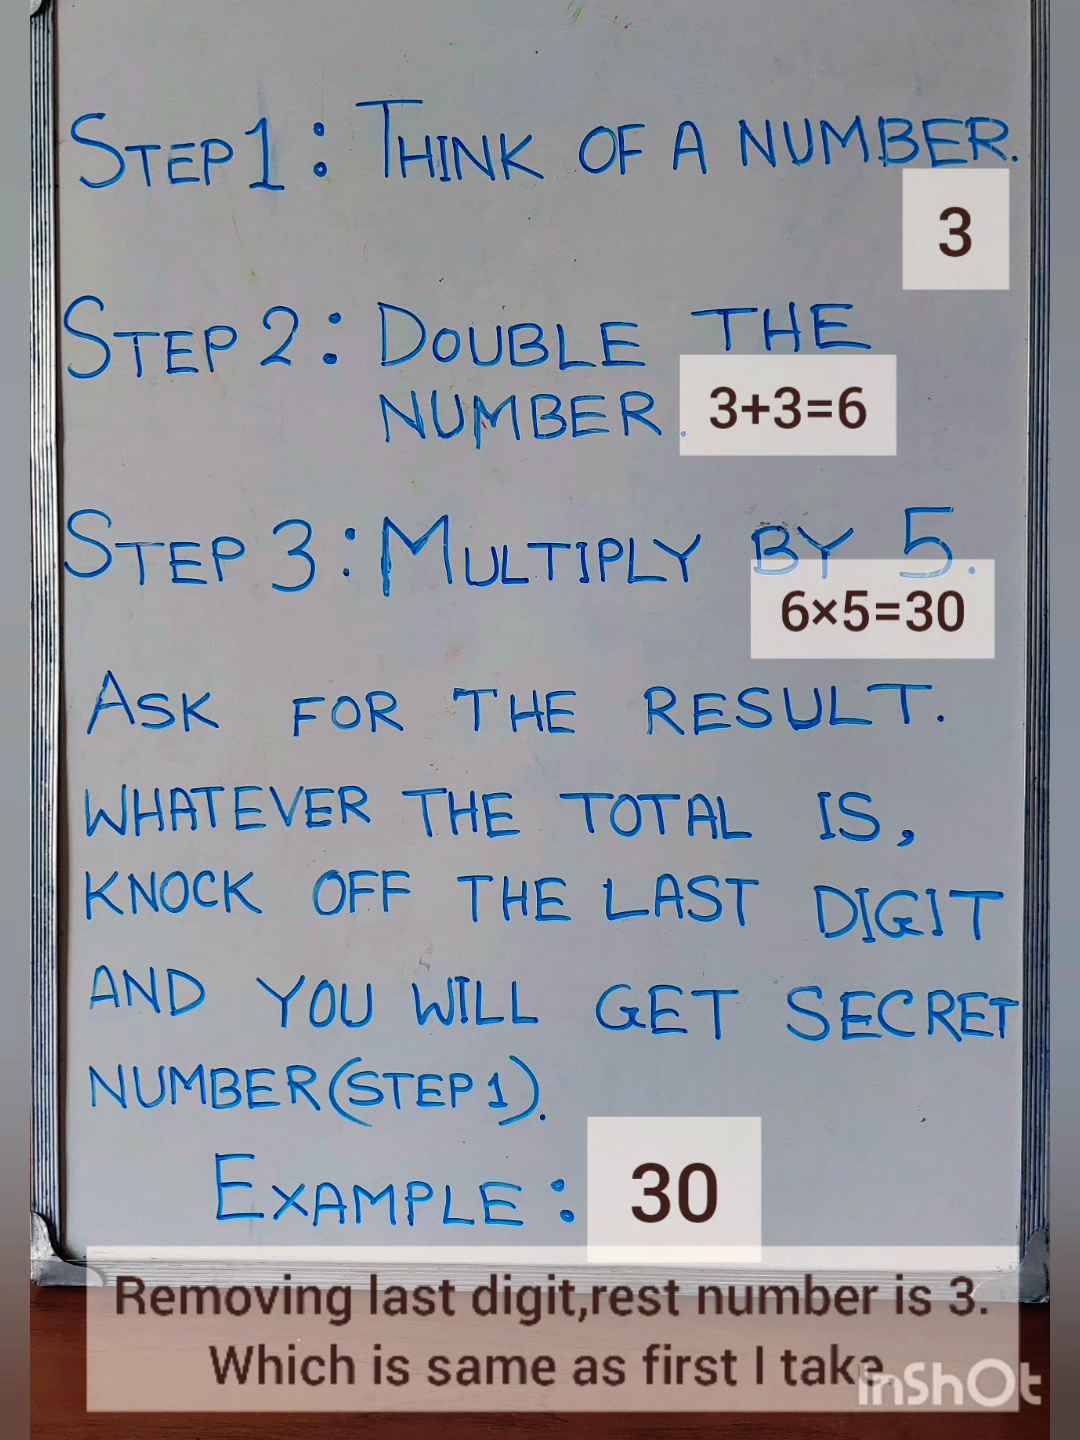 STEP 1 : THINK OF A NUMBER.
3
STEP 2 : DOUBLE THE
NUMBER.
3+3=6
STEP 3 : MULTIPLY BY 5.
6×5=30
ASK FOR THE RESULT.
WHATEVER THE TOTAL IS,
KNOCK OFF THE LAST DIGIT
AND YOU WILL GET SECRET
NUMBER(STEP 1).
EXAMPLE : 30
Removing last digit,rest number is 3.
Which is same as first I take.
InShOt